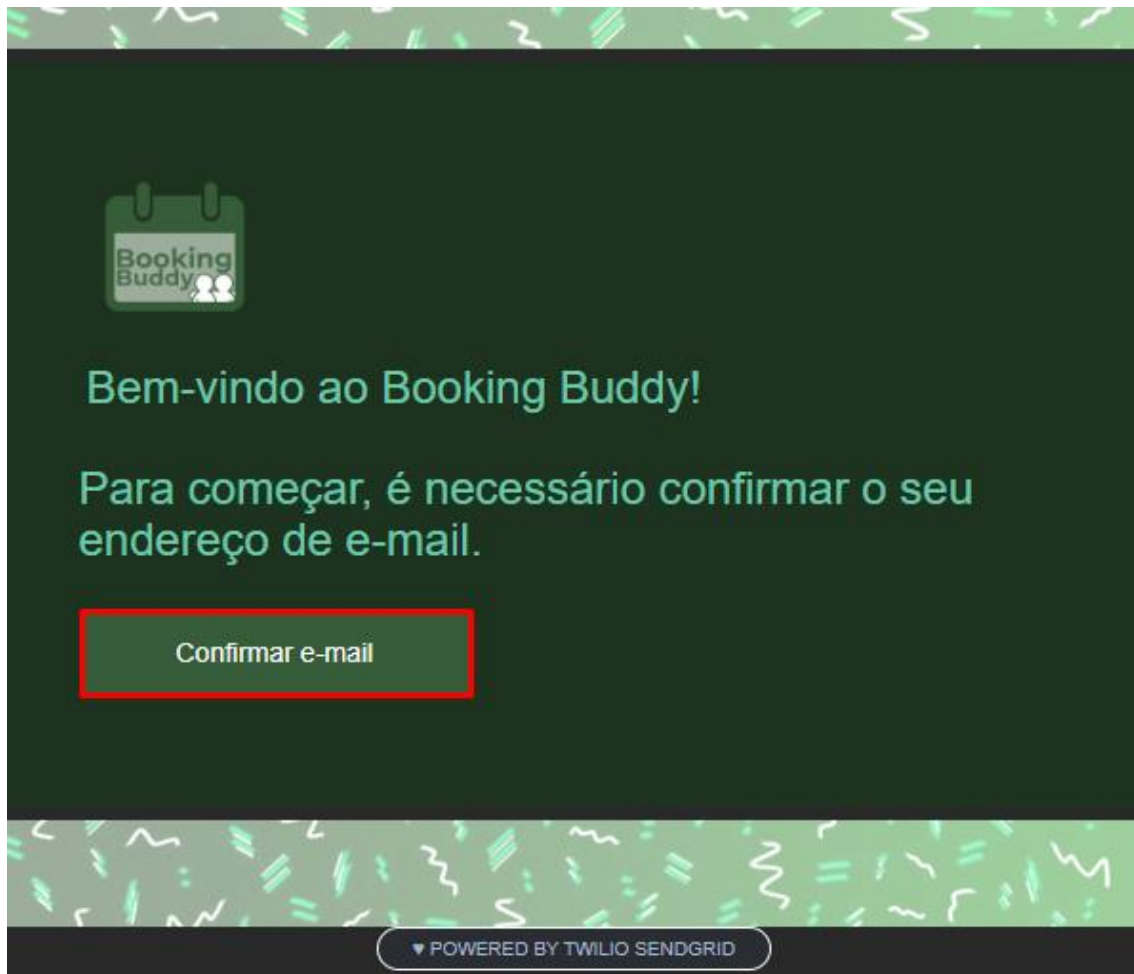 Booking
Buddy
Bem-vindo ao Booking Buddy!
Para começar, é necessário confirmar o seu
endereço de e-mail.
Confirmar e-mail
♥ POWERED BY TWILIO SENDGRID